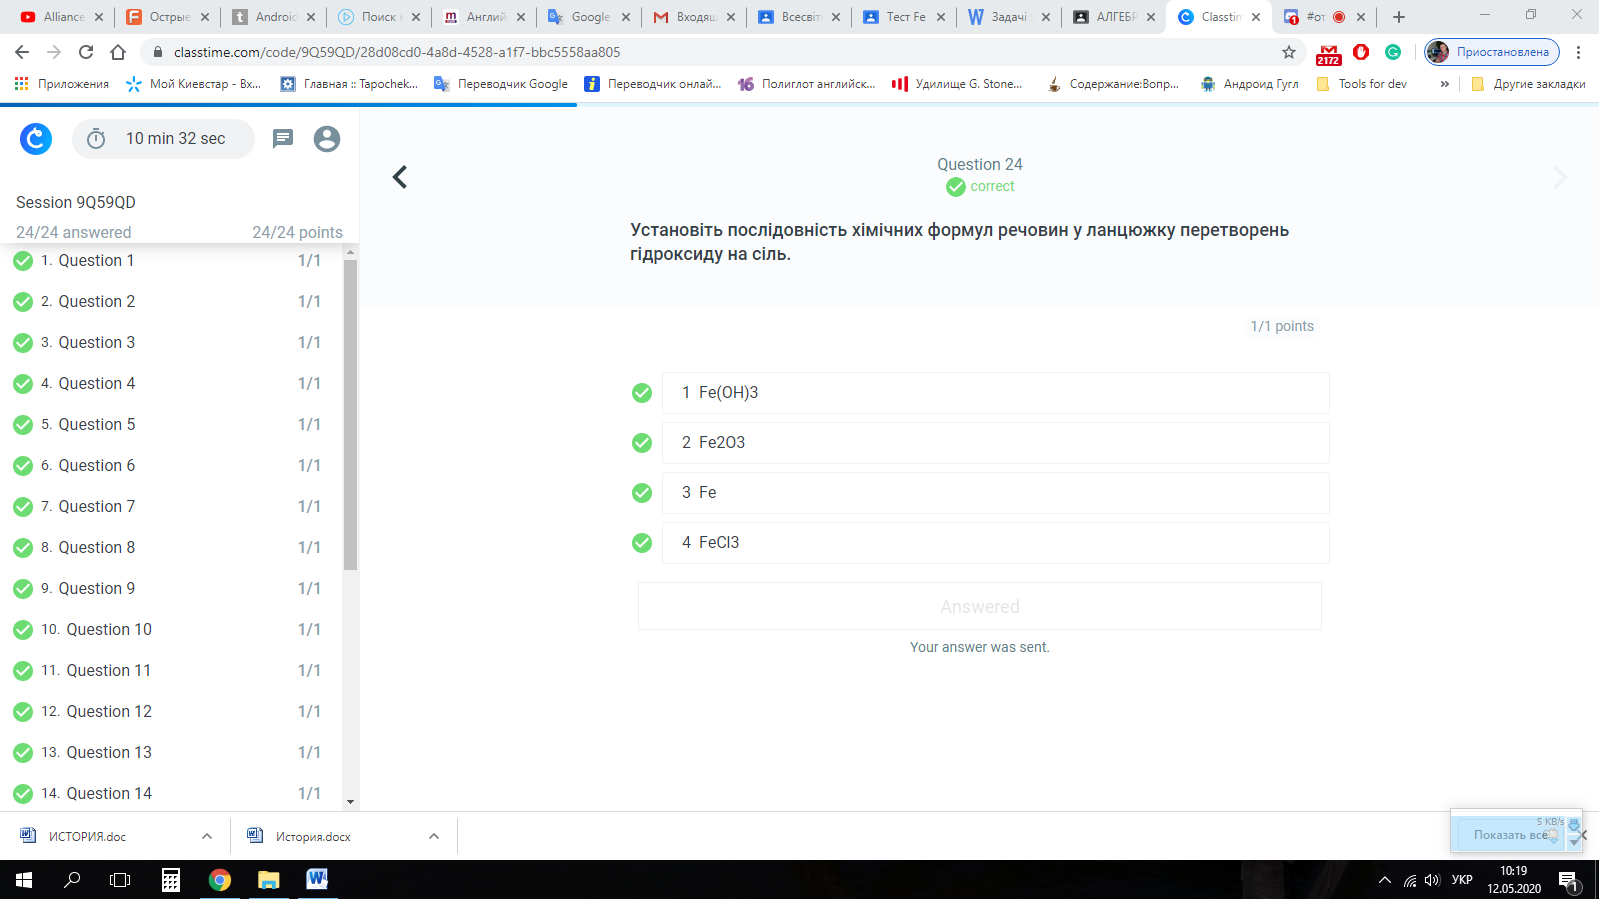 Alliance
Острые
Android
Поиск
Англий
Google
Входящ
Всесвіт
Тест Fe
Задачі
АЛГЕБР
Classtim
#от
classtime.com/code/9Q59QD/28d08cd0-4a8d-4528-a1f7-bbc5558aa805
2172
Приостановлена
Приложения
Мой Киевстар - Вх...
Главная :: Tapochek...
Переводчик Google
Переводчик онлай...
Полиглот английск...
Удилище G. Stone...
Содержание:Вопр...
Андроид Гугл
Tools for dev
»
Другие закладки
10 min 32 sec
Session 9Q59QD
24/24 answered 24/24 points
1. Question 1 1/1
2. Question 2 1/1
3. Question 3 1/1
4. Question 4 1/1
5. Question 5 1/1
6. Question 6 1/1
7. Question 7 1/1
8. Question 8 1/1
9. Question 9 1/1
10. Question 10 1/1
11. Question 11 1/1
12. Question 12 1/1
13. Question 13 1/1
14. Question 14 1/1
Question 24
correct
Установіть послідовність хімічних формул речовин у ланцюжку перетворень
гідроксиду на сіль.
1/1 points
1 Fe(OH)3
2 Fe2O3
3 Fe
4 FeCl3
Answered
Your answer was sent.
ИСТОРИЯ.doc
История.docx
5 KB/s
Показать все
УКР
10:19
12.05.2020
1